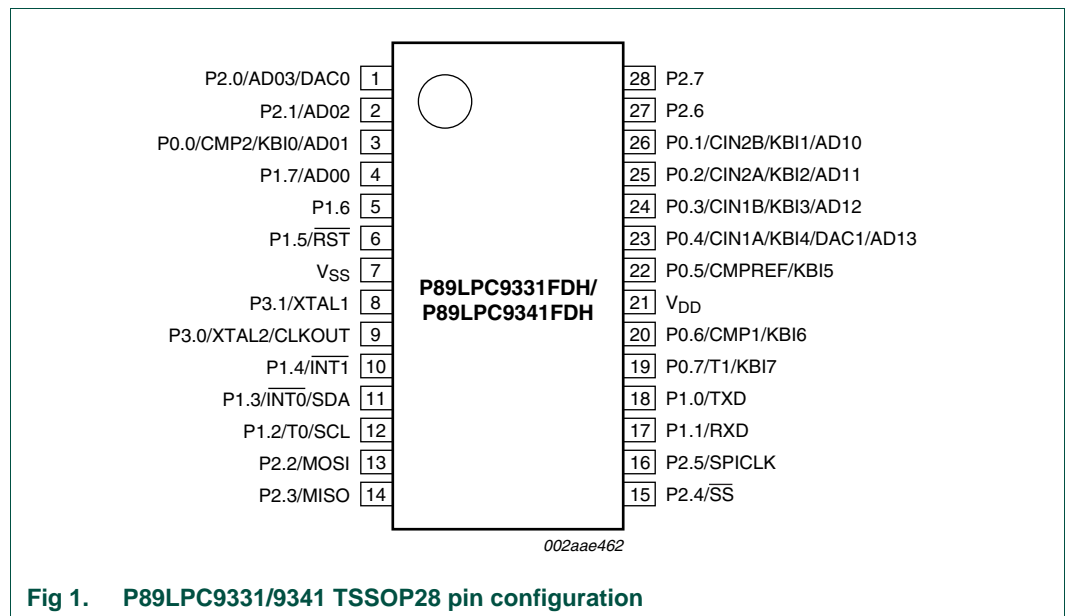 P2.0/AD03/DAC0 1
P2.1/AD02 2
P0.0/CMP2/KBI0/AD01 3
P1.7/AD00 4
P1.6 5
P1.5/R̅S̅T̅ 6
VSS 7
P3.1/XTAL1 8
P3.0/XTAL2/CLKOUT 9
P1.4/I̅N̅T̅1̅ 10
P1.3/I̅N̅T̅0̅/SDA 11
P1.2/T0/SCL 12
P2.2/MOSI 13
P2.3/MISO 14
P89LPC9331FDH/
P89LPC9341FDH
28 P2.7
27 P2.6
26 P0.1/CIN2B/KBI1/AD10
25 P0.2/CIN2A/KBI2/AD11
24 P0.3/CIN1B/KBI3/AD12
23 P0.4/CIN1A/KBI4/DAC1/AD13
22 P0.5/CMPREF/KBI5
21 VDD
20 P0.6/CMP1/KBI6
19 P0.7/T1/KBI7
18 P1.0/TXD
17 P1.1/RXD
16 P2.5/SPICLK
15 P2.4/S̅S̅
002aae462
Fig 1. P89LPC9331/9341 TSSOP28 pin configuration